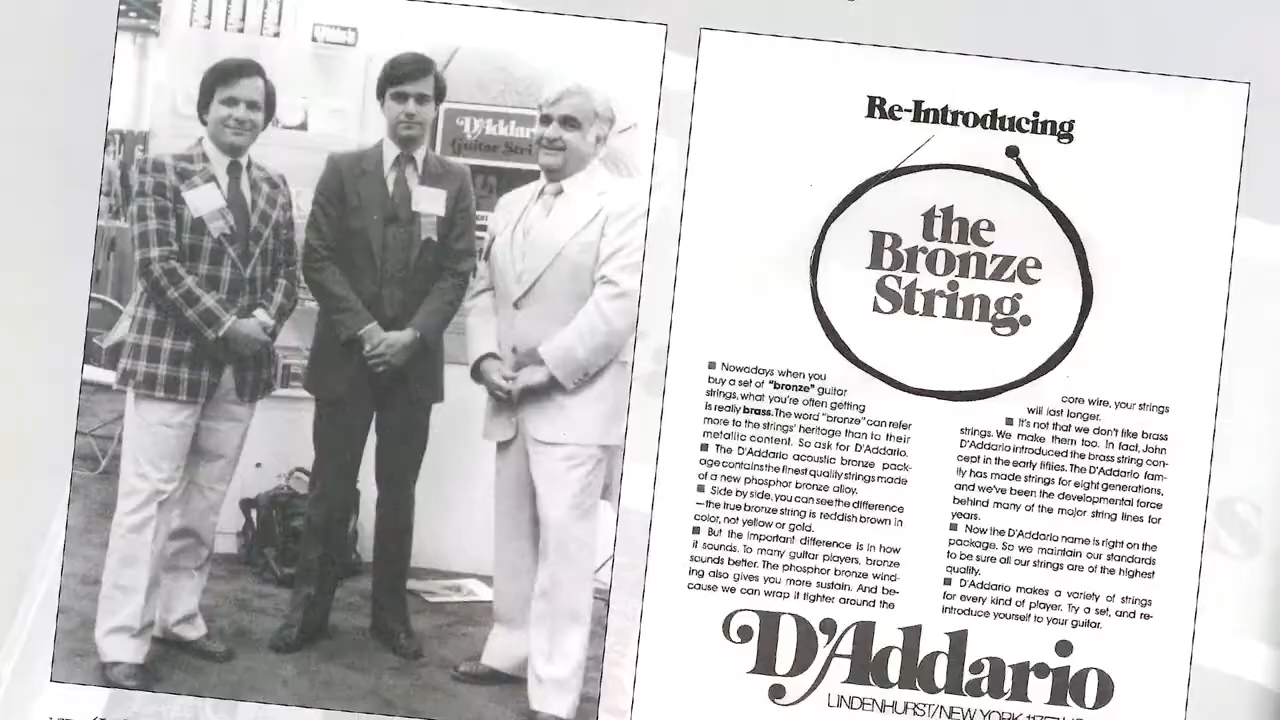 D'Addar
Guitar Stri
Re-Introducing
the
Bronze
String.
■ Nowadays when you
buy a set of "bronze" guitar
strings, what you're often getting
is really brass. The word "bronze" can refer
more to the strings' heritage than to their
metallic content. So ask for D'Addario.
■ The D'Addario acoustic bronze pack-
age contains the finest quality strings made
of a new phosphor bronze alloy.
■ Side by side, you can see the difference
—the true bronze string is reddish brown in
color, not yellow or gold.
■ But the important difference is in how
it sounds. To many guitar players, bronze
sounds better. The phosphor bronze wind-
ing also gives you more sustain. And be-
cause we can wrap it tighter around the
core wire, your strings
will last longer.
■ It's not that we don't like brass
strings. We make them too. In fact, John
D'Addario introduced the brass string con-
cept in the early fifties. The D'Addario fam-
ily has made strings for eight generations,
and we've been the developmental force
behind many of the major string lines for
years.
■ Now the D'Addario name is right on the
package. So we maintain our standards
to be sure all our strings are of the highest
quality.
■ D'Addario makes a variety of strings
for every kind of player. Try a set, and re-
introduce yourself to your guitar.
D'Addario
LINDENHURST/NEW YORK